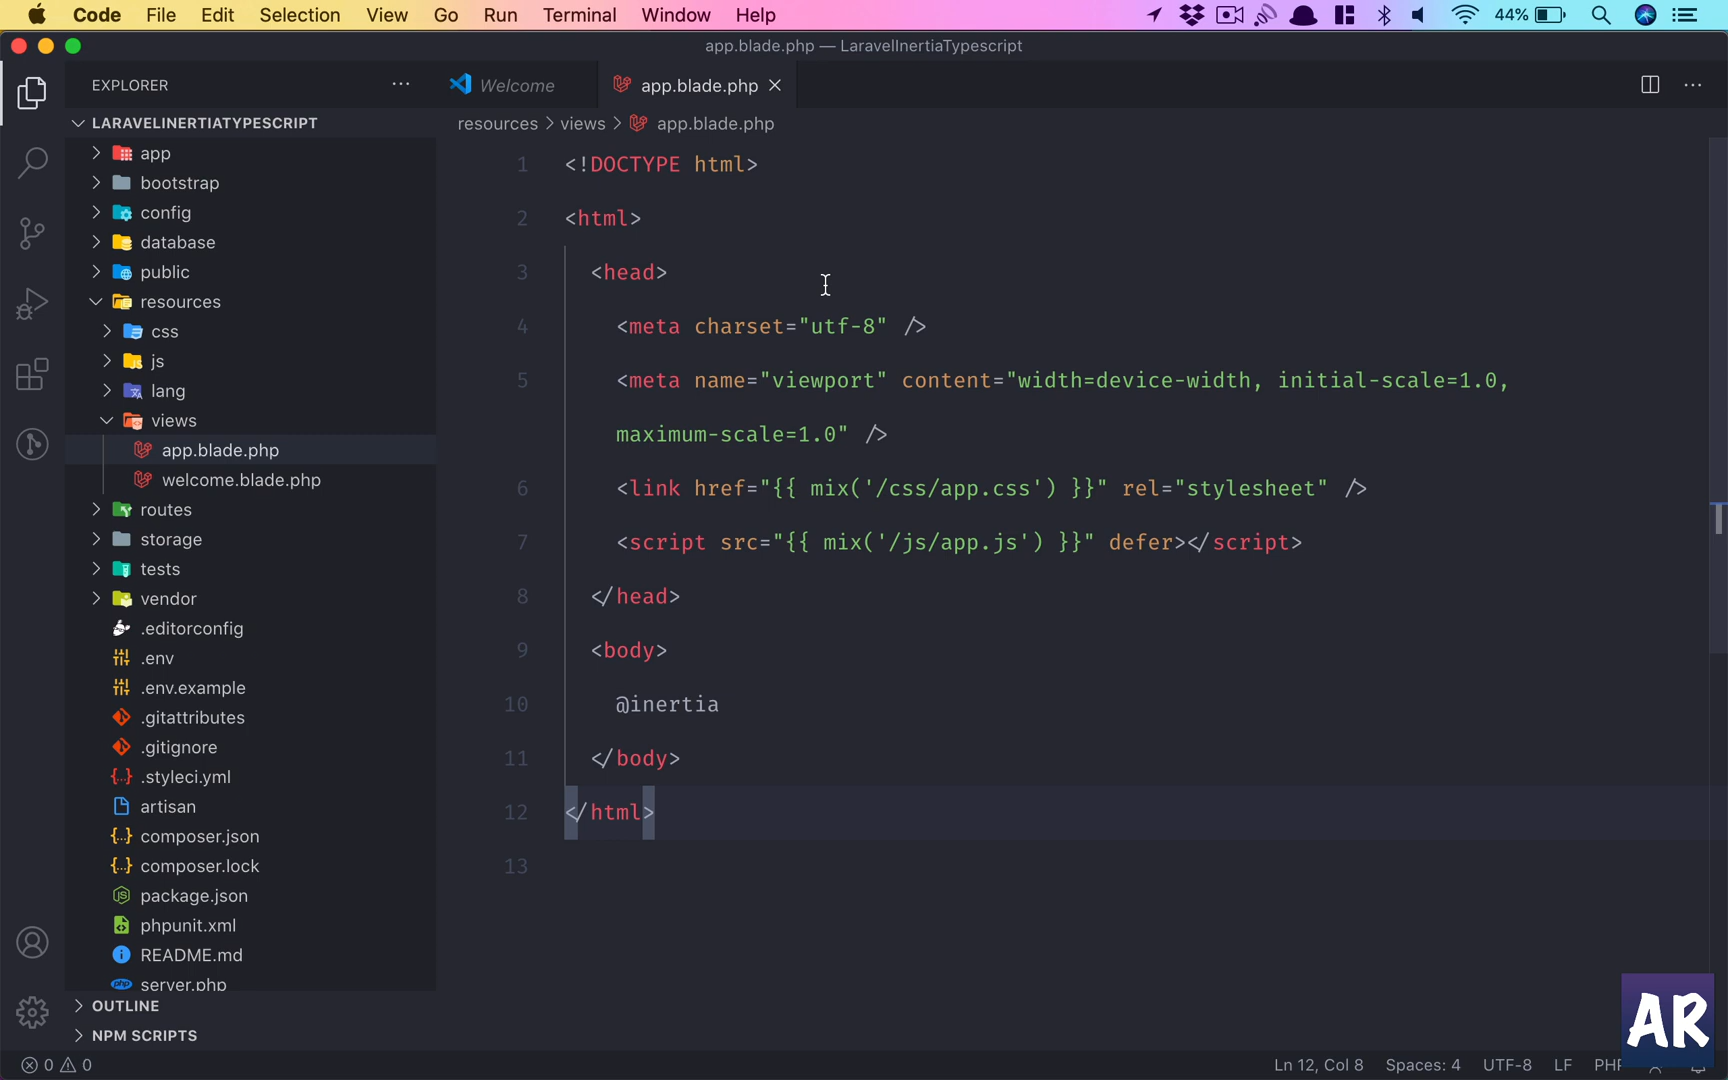 Code File Edit Selection View Go Run Terminal Window Help 44%
app.blade.php — LaravelInertiaTypescript
EXPLORER
Welcome
app.blade.php
LARAVELINERTIATYPESCRIPT
resources > views > app.blade.php
app
bootstrap
config
database
public
resources
css
js
lang
views
app.blade.php
welcome.blade.php
routes
storage
tests
vendor
.editorconfig
.env
.env.example
.gitattributes
.gitignore
.styleci.yml
artisan
composer.json
composer.lock
package.json
phpunit.xml
README.md
server.php
OUTLINE
NPM SCRIPTS
1 <!DOCTYPE html>
2 <html>
3 <head>
4 <meta charset="utf-8" />
5 <meta name="viewport" content="width=device-width, initial-scale=1.0,
maximum-scale=1.0" />
6 <link href="{{ mix('/css/app.css') }}" rel="stylesheet" />
7 <script src="{{ mix('/js/app.js') }}" defer></script>
8 </head>
9 <body>
10 @inertia
11 </body>
12 </html>
13
AR
0 0
Ln 12, Col 8 Spaces: 4 UTF-8 LF PHP